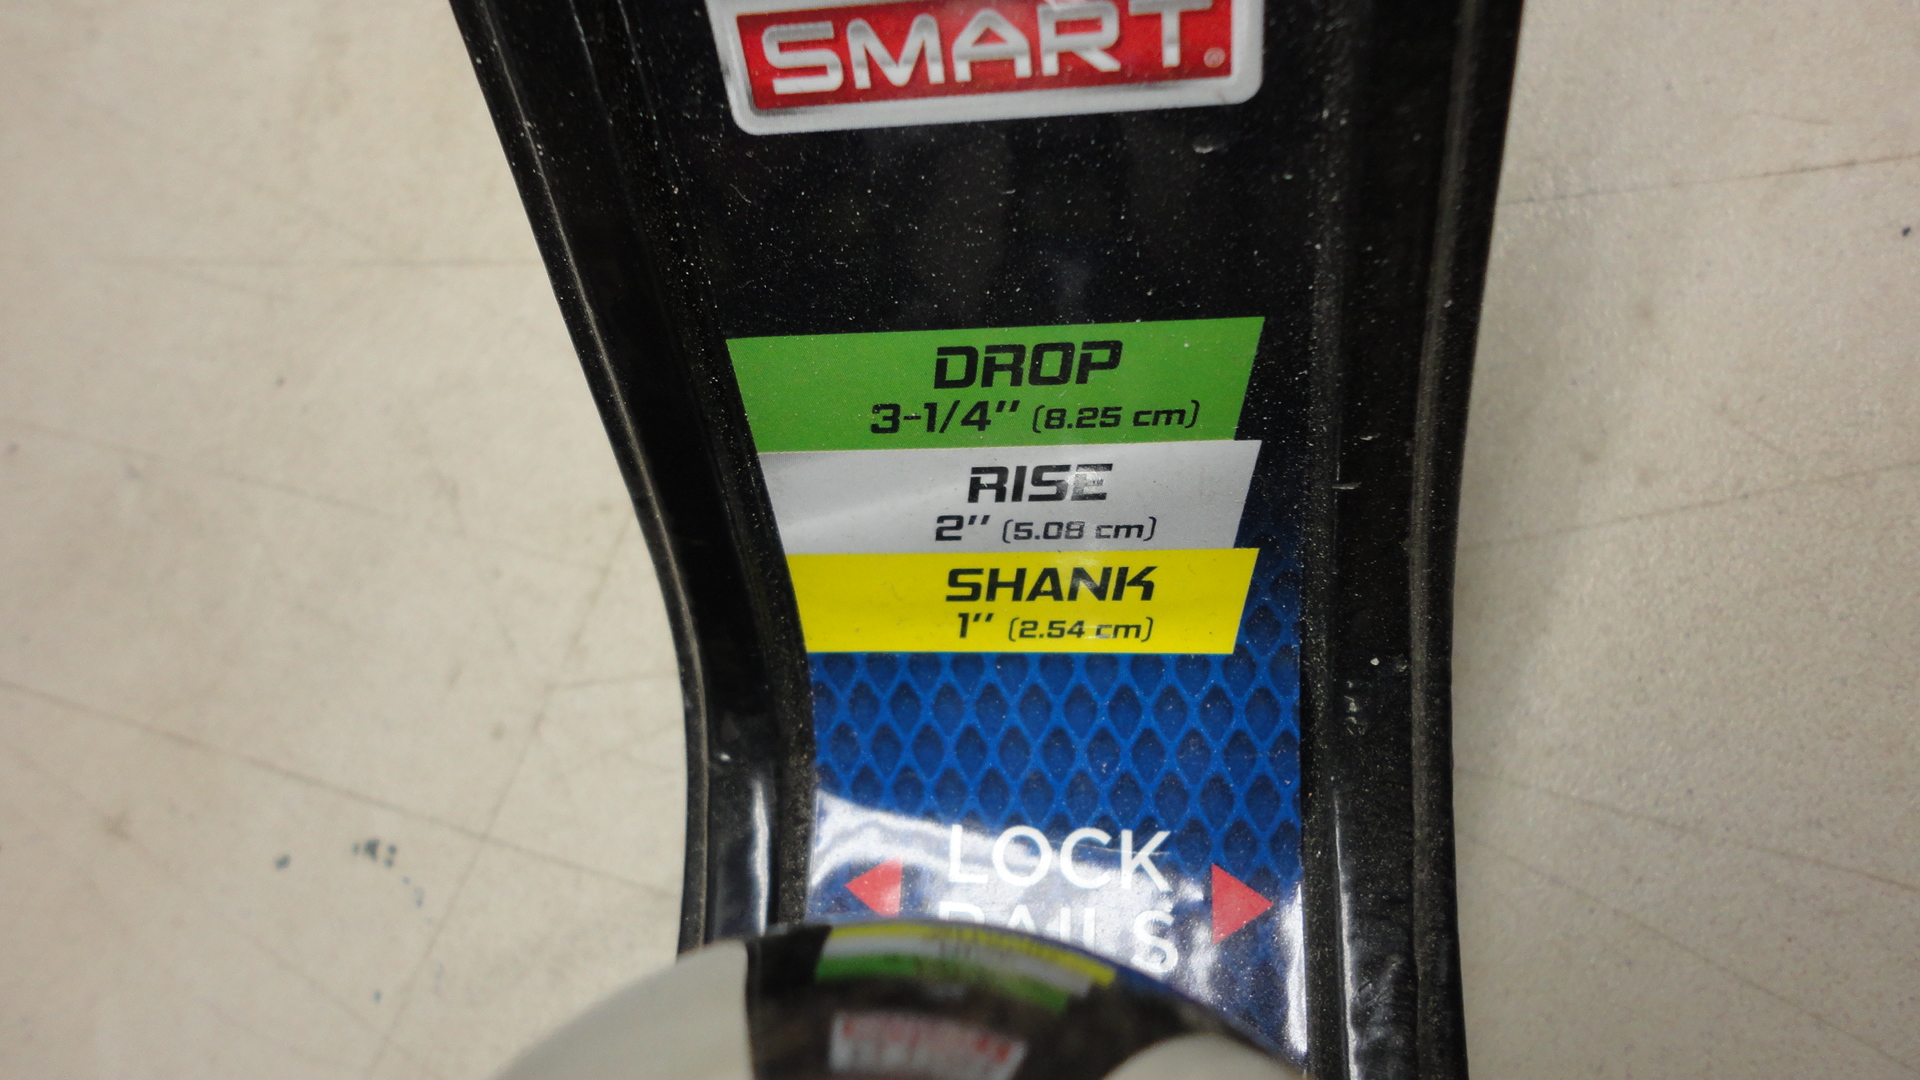 SMART®
DROP
3-1/4" (8.25 cm)
RISE
2" (5.08 cm)
SHANK
1" (2.54 cm)
LOCK
RAILS